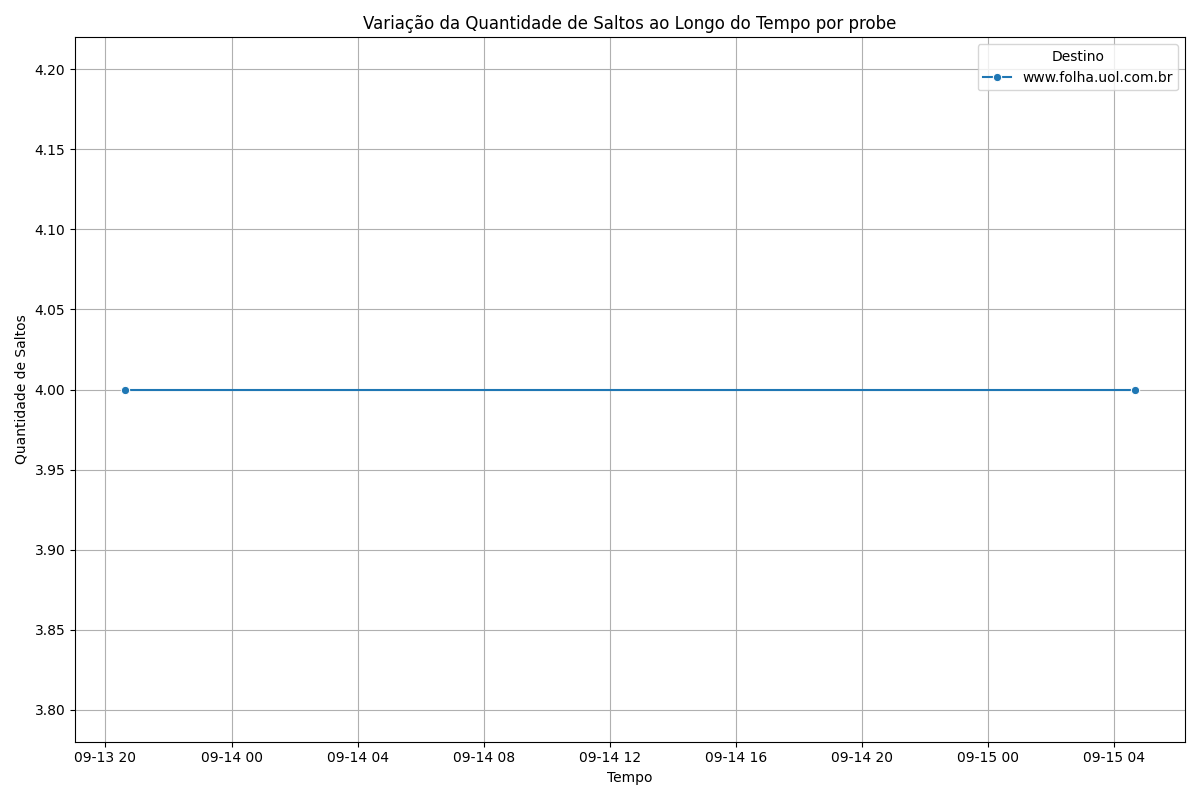 Variação da Quantidade de Saltos ao Longo do Tempo por probe
Destino
www.folha.uol.com.br
Quantidade de Saltos
4.20
4.15
4.10
4.05
4.00
3.95
3.90
3.85
3.80
09-13 20 09-14 00 09-14 04 09-14 08 09-14 12 09-14 16 09-14 20 09-15 00 09-15 04
Tempo